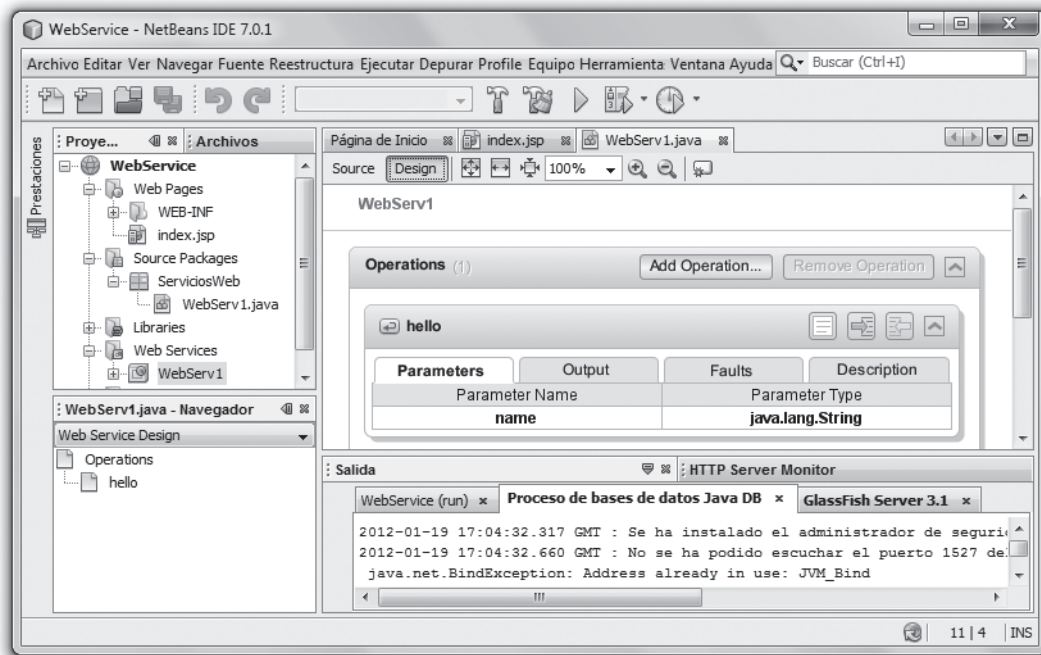 WebService - NetBeans IDE 7.0.1
Archivo Editar Ver Navegar Fuente Reestructura Ejecutar Depurar Profile Equipo Herramienta Ventana Ayuda Buscar (Ctrl+I)
Prestaciones
Proye... Archivos
WebService
Web Pages
WEB-INF
index.jsp
Source Packages
ServiciosWeb
WebServ1.java
Libraries
Web Services
WebServ1
WebServ1.java - Navegador
Web Service Design
Operations
hello
Página de Inicio index.jsp WebServ1.java
Source Design 100%
WebServ1
Operations (1) Add Operation... Remove Operation
hello
Parameters Output Faults Description
Parameter Name Parameter Type
name java.lang.String
Salida HTTP Server Monitor
WebService (run) Proceso de bases de datos Java DB GlassFish Server 3.1
2012-01-19 17:04:32.317 GMT : Se ha instalado el administrador de seguri
2012-01-19 17:04:32.660 GMT : No se ha podido escuchar el puerto 1527 de
java.net.BindException: Address already in use: JVM_Bind
11 | 4 INS